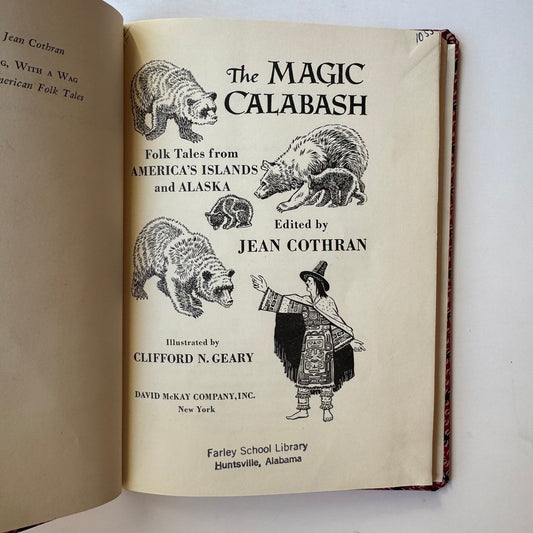 Jean Cothran
G, WITH A WAG
merican Folk Tales
1055
The MAGIC
CALABASH
Folk Tales from
AMERICA'S ISLANDS
and ALASKA
Edited by
JEAN COTHRAN
Illustrated by
CLIFFORD N. GEARY
DAVID McKAY COMPANY, INC.
New York
Farley School Library
Huntsville, Alabama